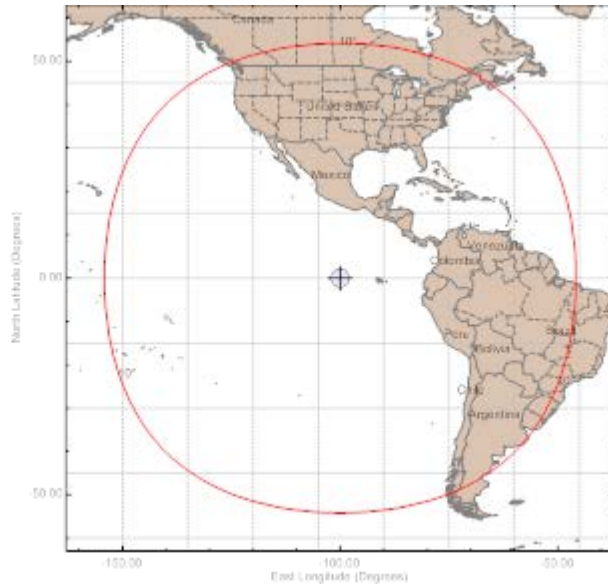 Canada
10°
50.00
United States
Mexico
Venezuela
Colombia
0.00
Peru
Brazil
Bolivia
Chile
Argentina
-50.00
-150.00
-100.00
-50.00
North Latitude (Degrees)
East Longitude (Degrees)